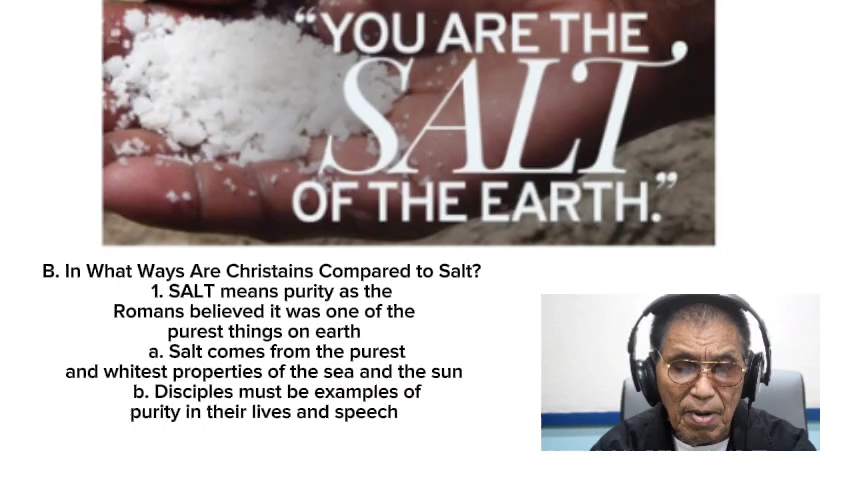 “YOU ARE THE
SALT
OF THE EARTH.”
B. In What Ways Are Christains Compared to Salt?
1. SALT means purity as the
Romans believed it was one of the
purest things on earth
a. Salt comes from the purest
and whitest properties of the sea and the sun
b. Disciples must be examples of
purity in their lives and speech